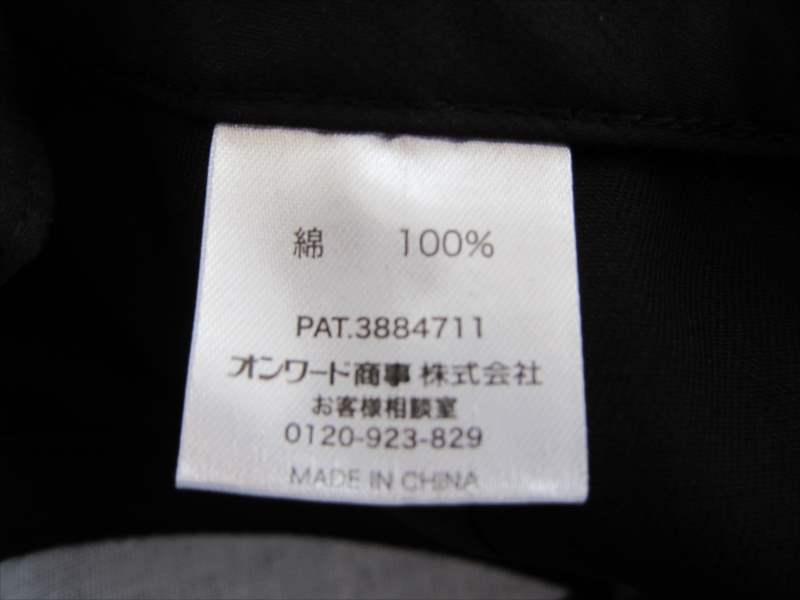 綿 100%
PAT.3884711
オンワード商事株式会社
お客様相談室
0120-923-829
MADE IN CHINA